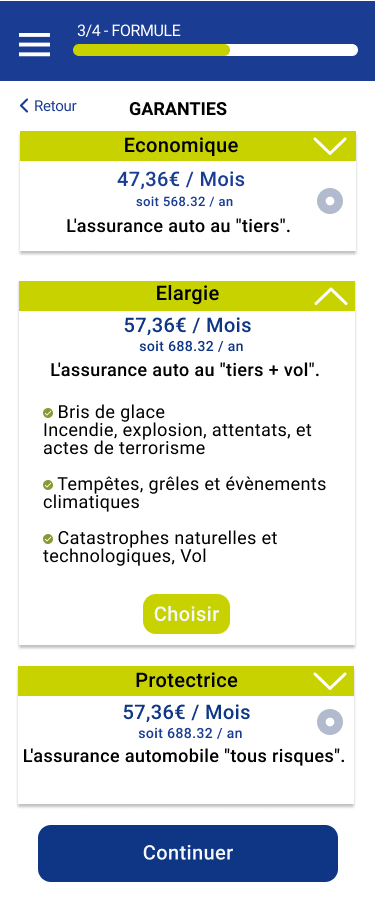 3/4 - FORMULE
Retour
GARANTIES
Economique
47,36€ / Mois
soit 568.32 / an
L'assurance auto au "tiers".
Elargie
57,36€ / Mois
soit 688.32 / an
L'assurance auto au "tiers + vol".
Bris de glace
Incendie, explosion, attentats, et
actes de terrorisme
Tempêtes, grêles et évènements
climatiques
Catastrophes naturelles et
technologiques, Vol
Choisir
Protectrice
57,36€ / Mois
soit 688.32 / an
L'assurance automobile "tous risques".
Continuer